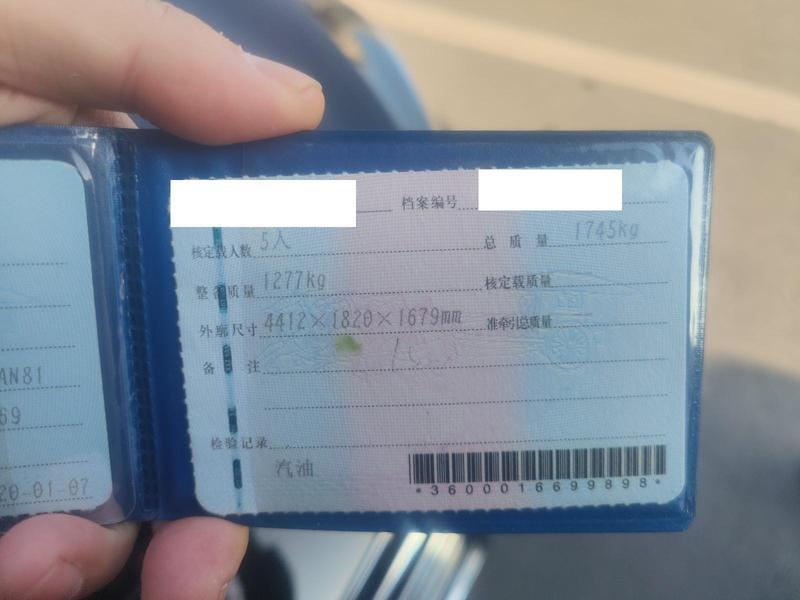 档案编号
核定载人数 5人 总质量 1745kg
整备质量 1277kg 核定载质量
外廓尺寸 4412×1820×1679mm 准牵引总质量
备注
检验记录
汽油
*3600016699898*
AN81
69
20-01-07